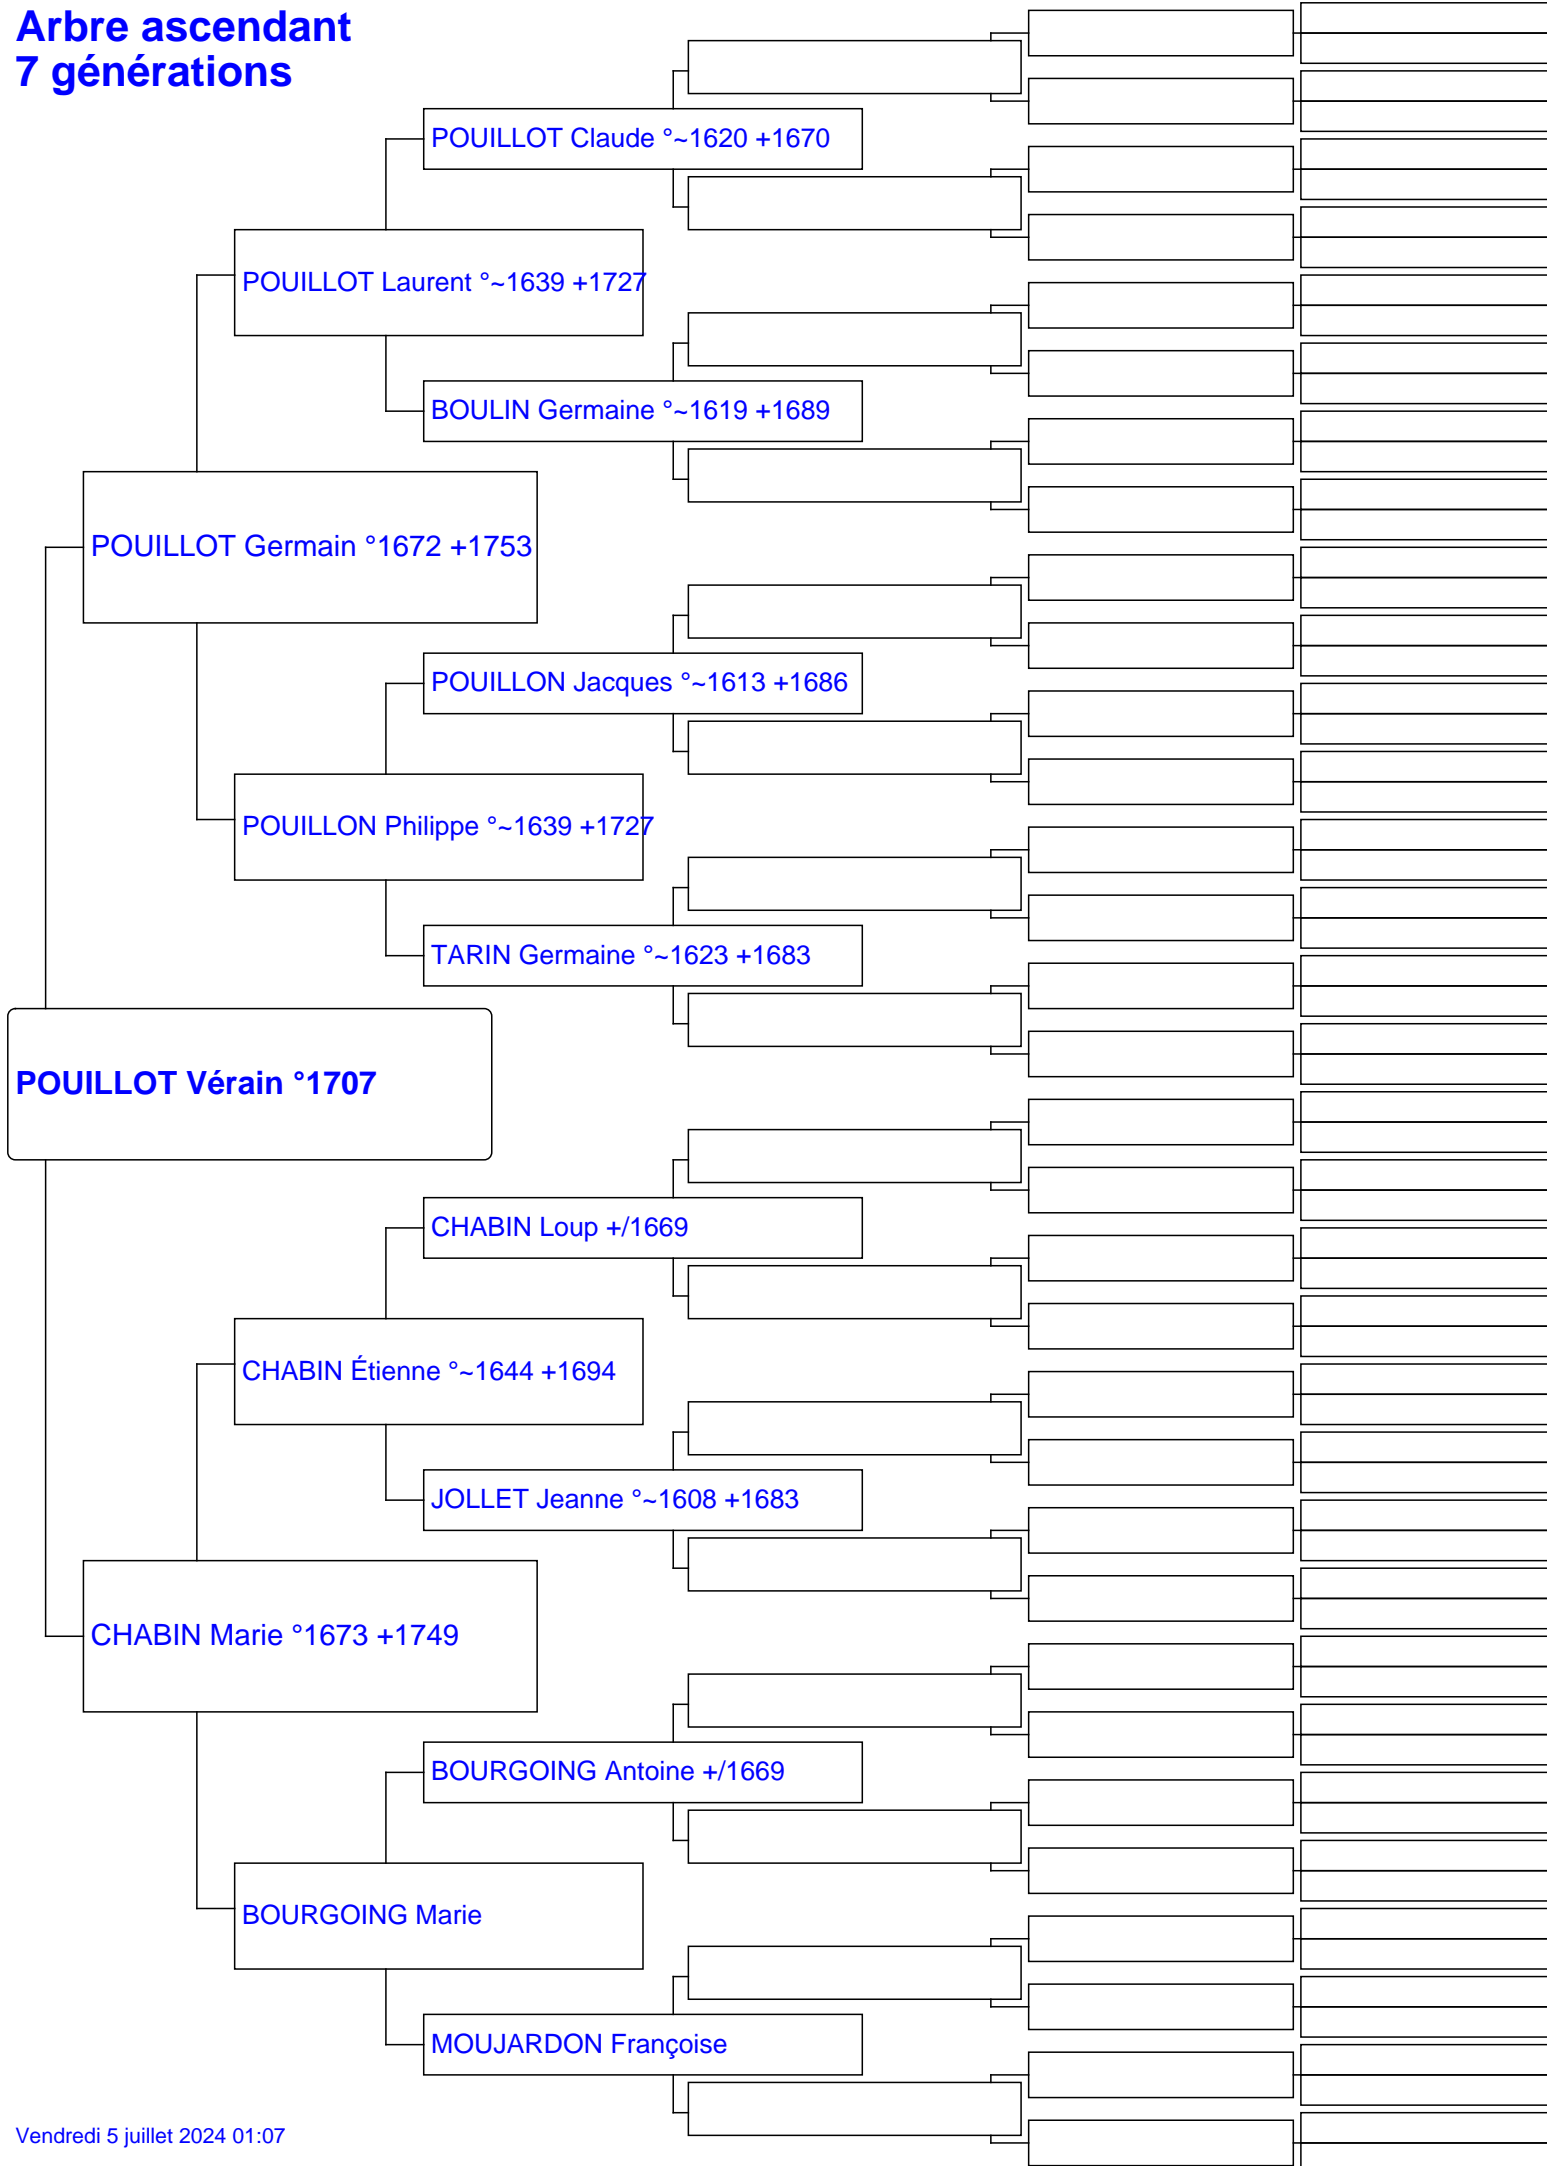 Arbre ascendant
7 générations
POUILLOT Claude °~1620 +1670
POUILLOT Laurent °~1639 +1727
BOULIN Germaine °~1619 +1689
POUILLOT Germain °1672 +1753
POUILLON Jacques °~1613 +1686
POUILLON Philippe °~1639 +1727
TARIN Germaine °~1623 +1683
POUILLOT Vérain °1707
CHABIN Loup +/1669
CHABIN Étienne °~1644 +1694
JOLLET Jeanne °~1608 +1683
CHABIN Marie °1673 +1749
BOURGOING Antoine +/1669
BOURGOING Marie
MOUJARDON Françoise
Vendredi 5 juillet 2024 01:07